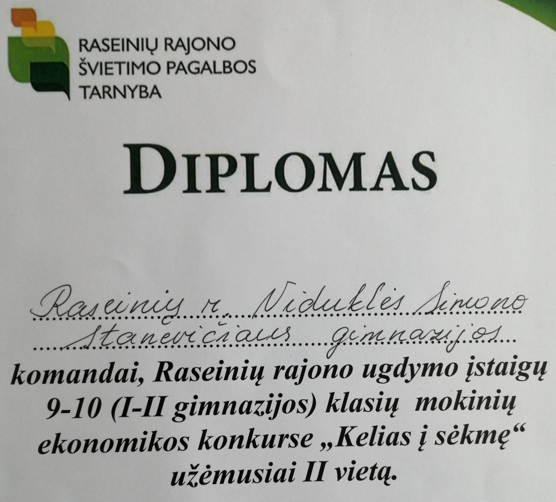 RASEINIŲ RAJONO
ŠVIETIMO PAGALBOS
TARNYBA
DIPLOMAS
Raseinių r. Viduklės Simono
Stanevičiaus gimnazijos
komandai, Raseinių rajono ugdymo įstaigų
9-10 (I-II gimnazijos) klasių mokinių
ekonomikos konkurse „Kelias į sėkmę“
užėmusiai II vietą.